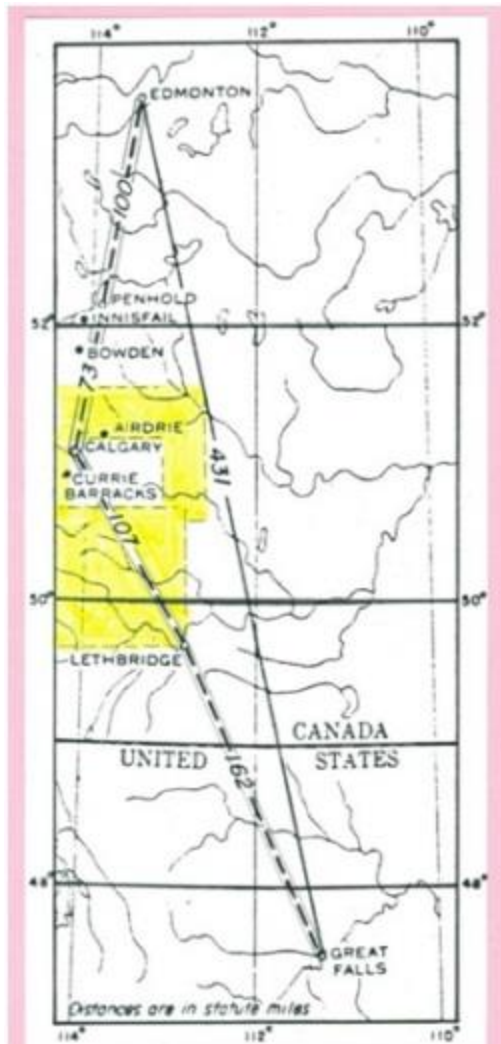 114° 112° 110°
EDMONTON
100
PENHOLD
INNISFAIL
52° 52°
BOWDEN
73
AIRDRIE
CALGARY
431
CURRIE
BARRACKS
107
50° 50°
LETHBRIDGE
CANADA
UNITED STATES
162
48° 48°
GREAT
FALLS
Distances are in statute miles
114° 112° 110°